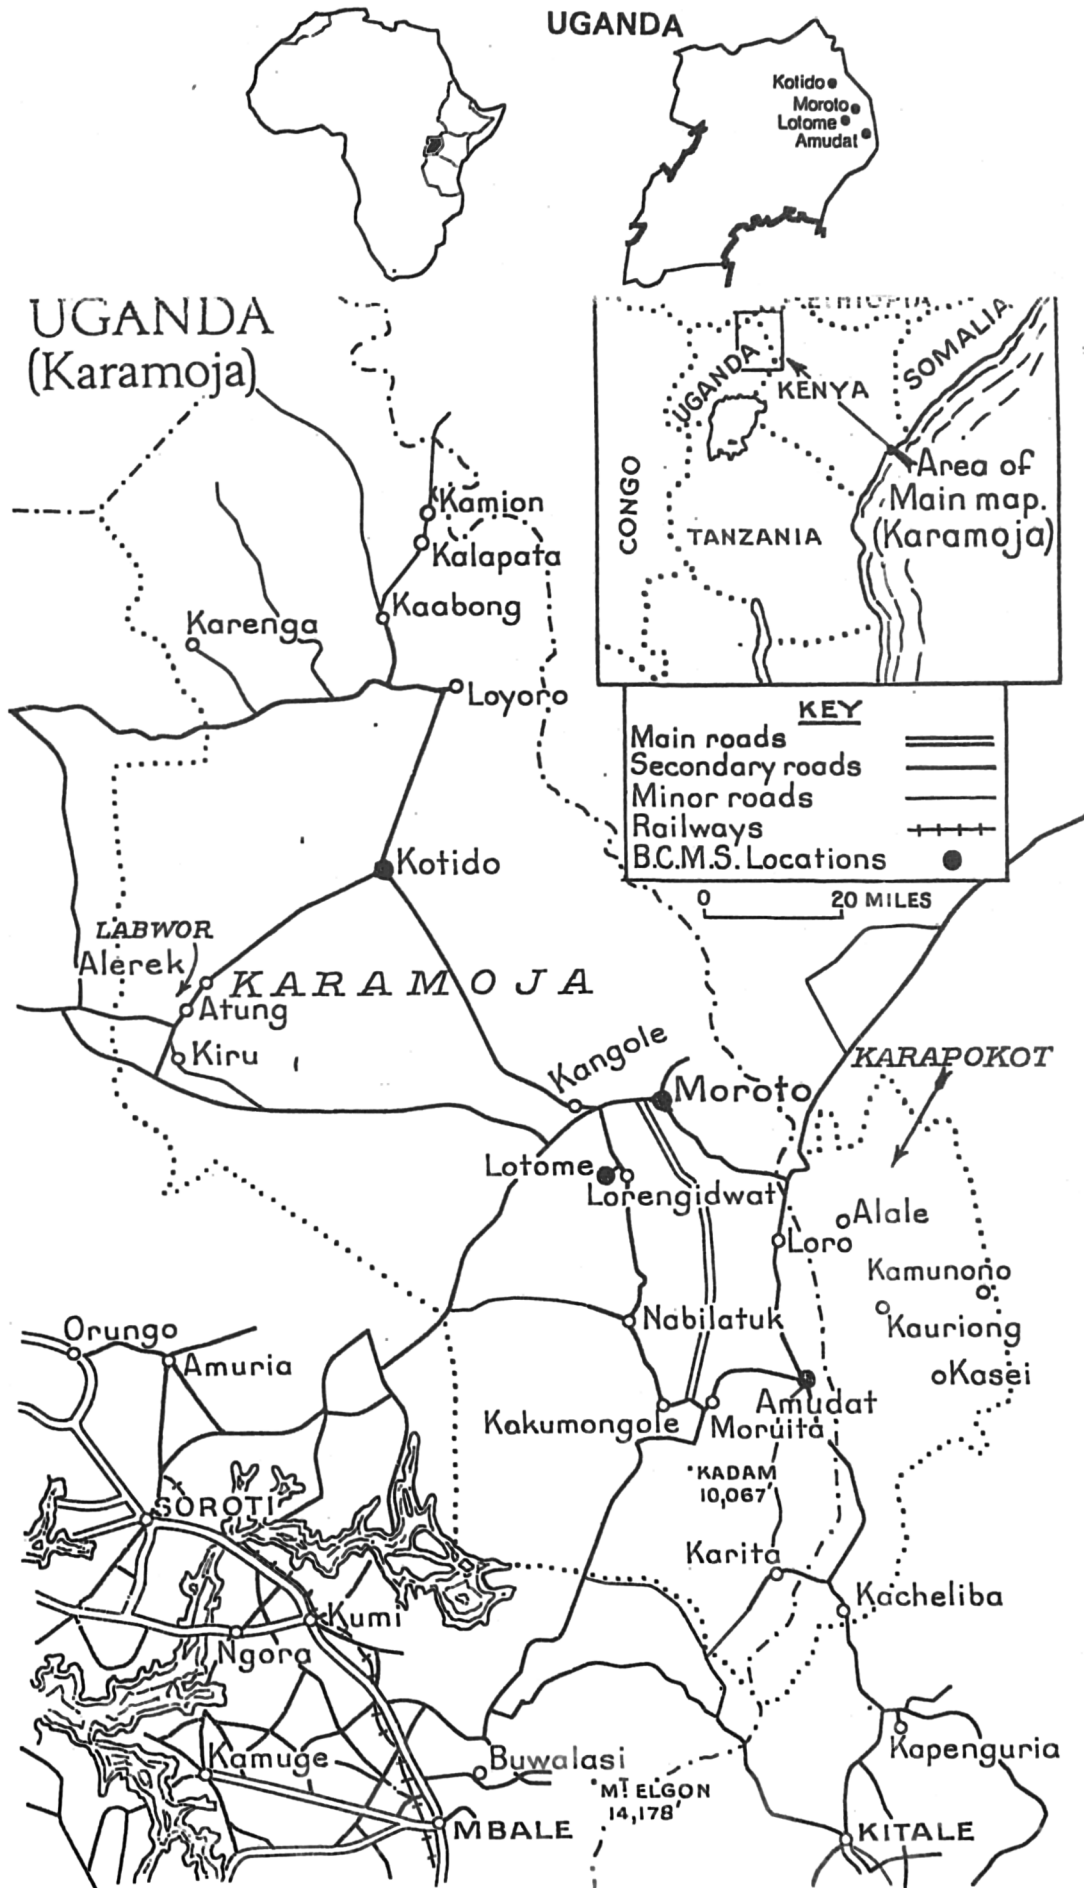 UGANDA
Kotido
Moroto
Lotome
Amudat
UGANDA
(Karamoja)
ETHIOPIA
SOMALIA
UGANDA
KENYA
CONGO
TANZANIA
Area of
Main map.
(Karamoja)
Kamion
Kalapata
Kaabong
Karenga
Loyoro
KEY
Main roads
Secondary roads
Minor roads
Railways
B.C.M.S. Locations
0 20 MILES
Kotido
LABWOR
Alerek
KARAMOJA
Atung
Kiru
Kangole
Moroto
KARAPOKOT
Lotome
Lorengidwat
Alale
Loro
Kamunono
Kauriong
Kasei
Nabilatuk
Orungo
Amuria
Amudat
Kakumongole
Moruita
KADAM
10,067'
SOROTI
Karita
Kacheliba
Kumi
Ngora
Kamuge
Buwalasi
Kapenguria
MT ELGON
14,178'
MBALE
KITALE